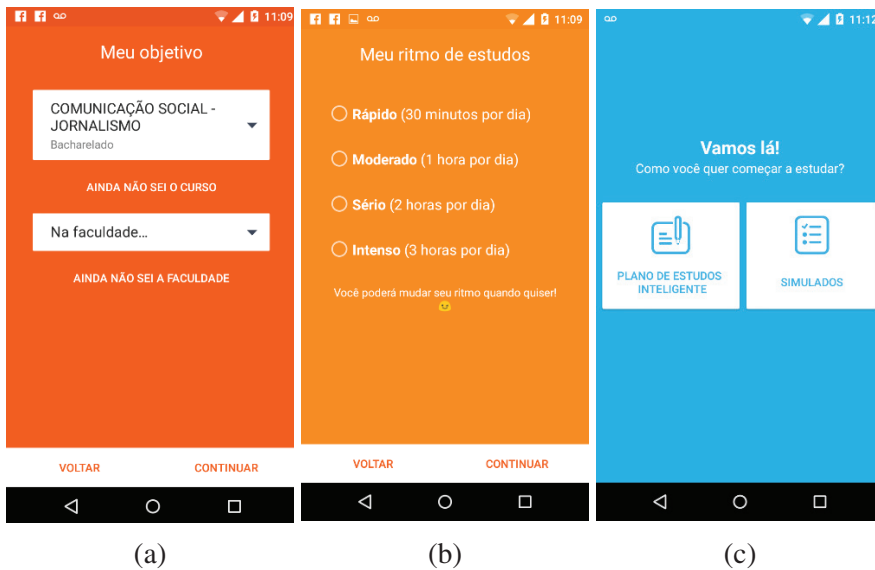 11:09
Meu objetivo
COMUNICAÇÃO SOCIAL -
JORNALISMO
Bacharelado
AINDA NÃO SEI O CURSO
Na faculdade...
AINDA NÃO SEI A FACULDADE
VOLTAR CONTINUAR
(a)
11:09
Meu ritmo de estudos
Rápido (30 minutos por dia)
Moderado (1 hora por dia)
Sério (2 horas por dia)
Intenso (3 horas por dia)
Você poderá mudar seu ritmo quando quiser!
VOLTAR CONTINUAR
(b)
11:12
Vamos lá!
Como você quer começar a estudar?
PLANO DE ESTUDOS
INTELIGENTE
SIMULADOS
(c)